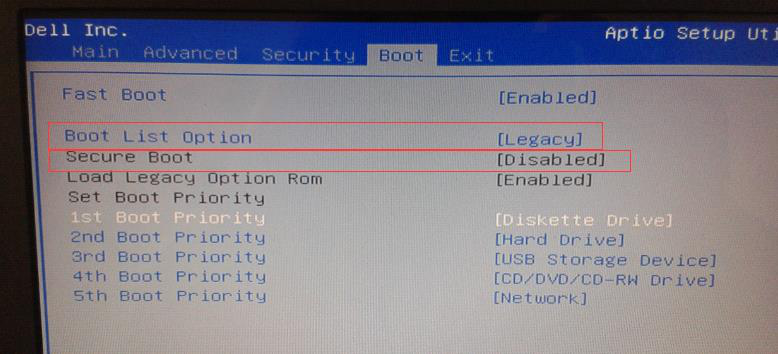 Dell Inc. Aptio Setup Uti
Main Advanced Security Boot Exit
Fast Boot [Enabled]
Boot List Option [Legacy]
Secure Boot [Disabled]
Load Legacy Option Rom [Enabled]
Set Boot Priority
1st Boot Priority [Diskette Drive]
2nd Boot Priority [Hard Drive]
3rd Boot Priority [USB Storage Device]
4th Boot Priority [CD/DVD/CD-RW Drive]
5th Boot Priority [Network]